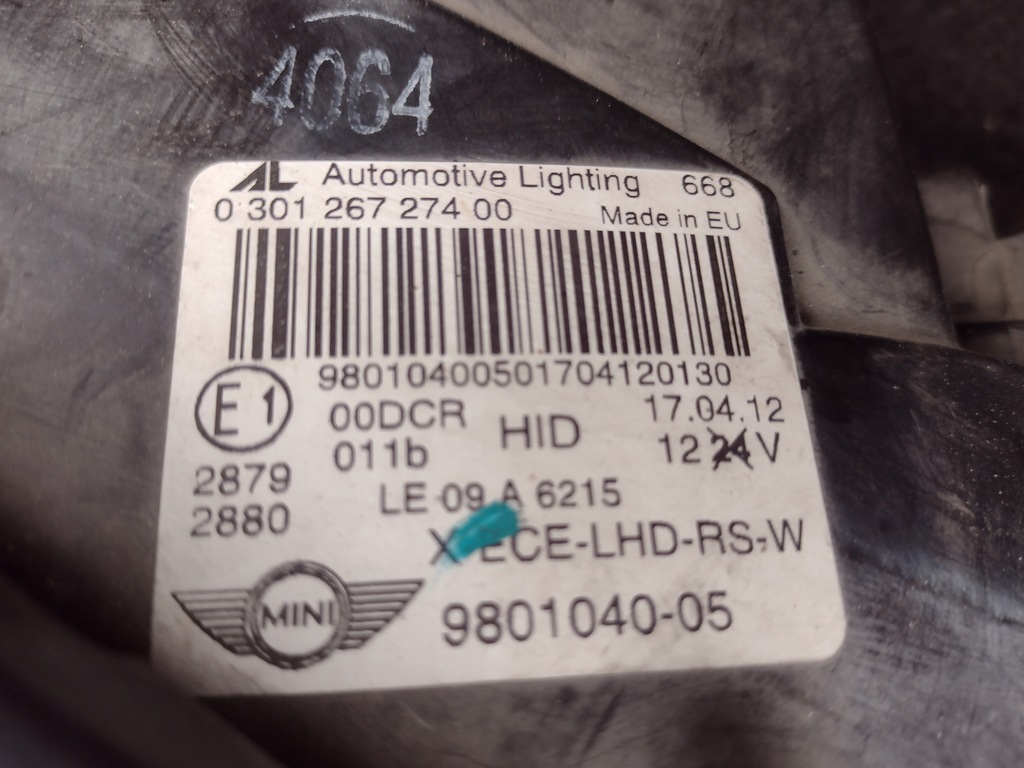 4064
AL Automotive Lighting 668
0 301 267 274 00 Made in EU
98010400501704120130
E1 00DCR HID 17.04.12
011b 12 24 V
2879 LE 09 A 6215
2880 X ECE-LHD-RS-W
MINI 9801040-05